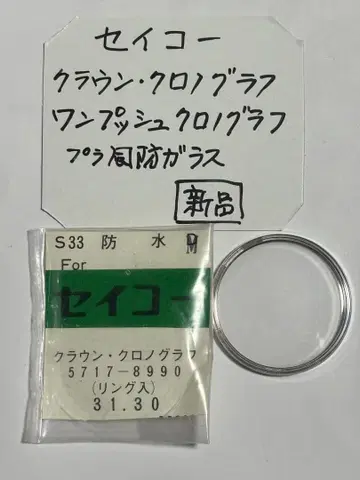 セイコー
クラウン・クロノグラフ
ワンプッシュクロノグラフ
プラ風防ガラス
新品
S33 防水
For
セイコー
クラウン・クロノグラフ
5717-8990
(リング入)
31.30